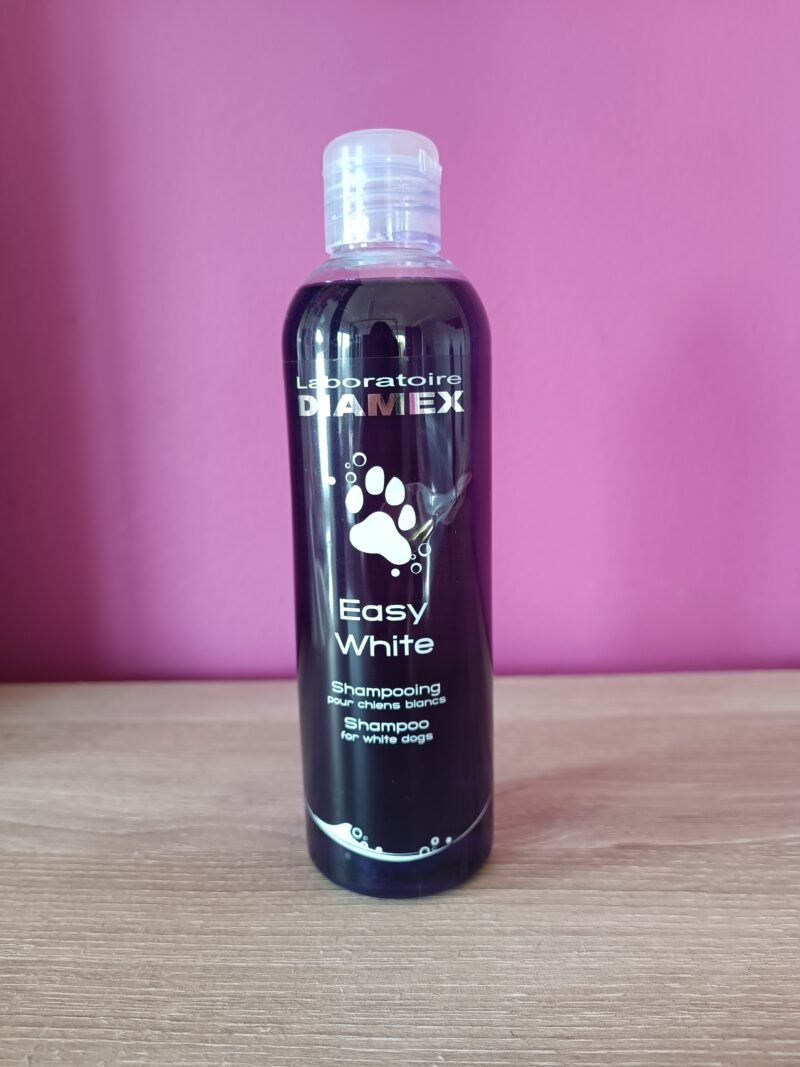 Laboratoire
DIAMEX
Easy
White
Shampooing
pour chiens blancs
Shampoo
for white dogs